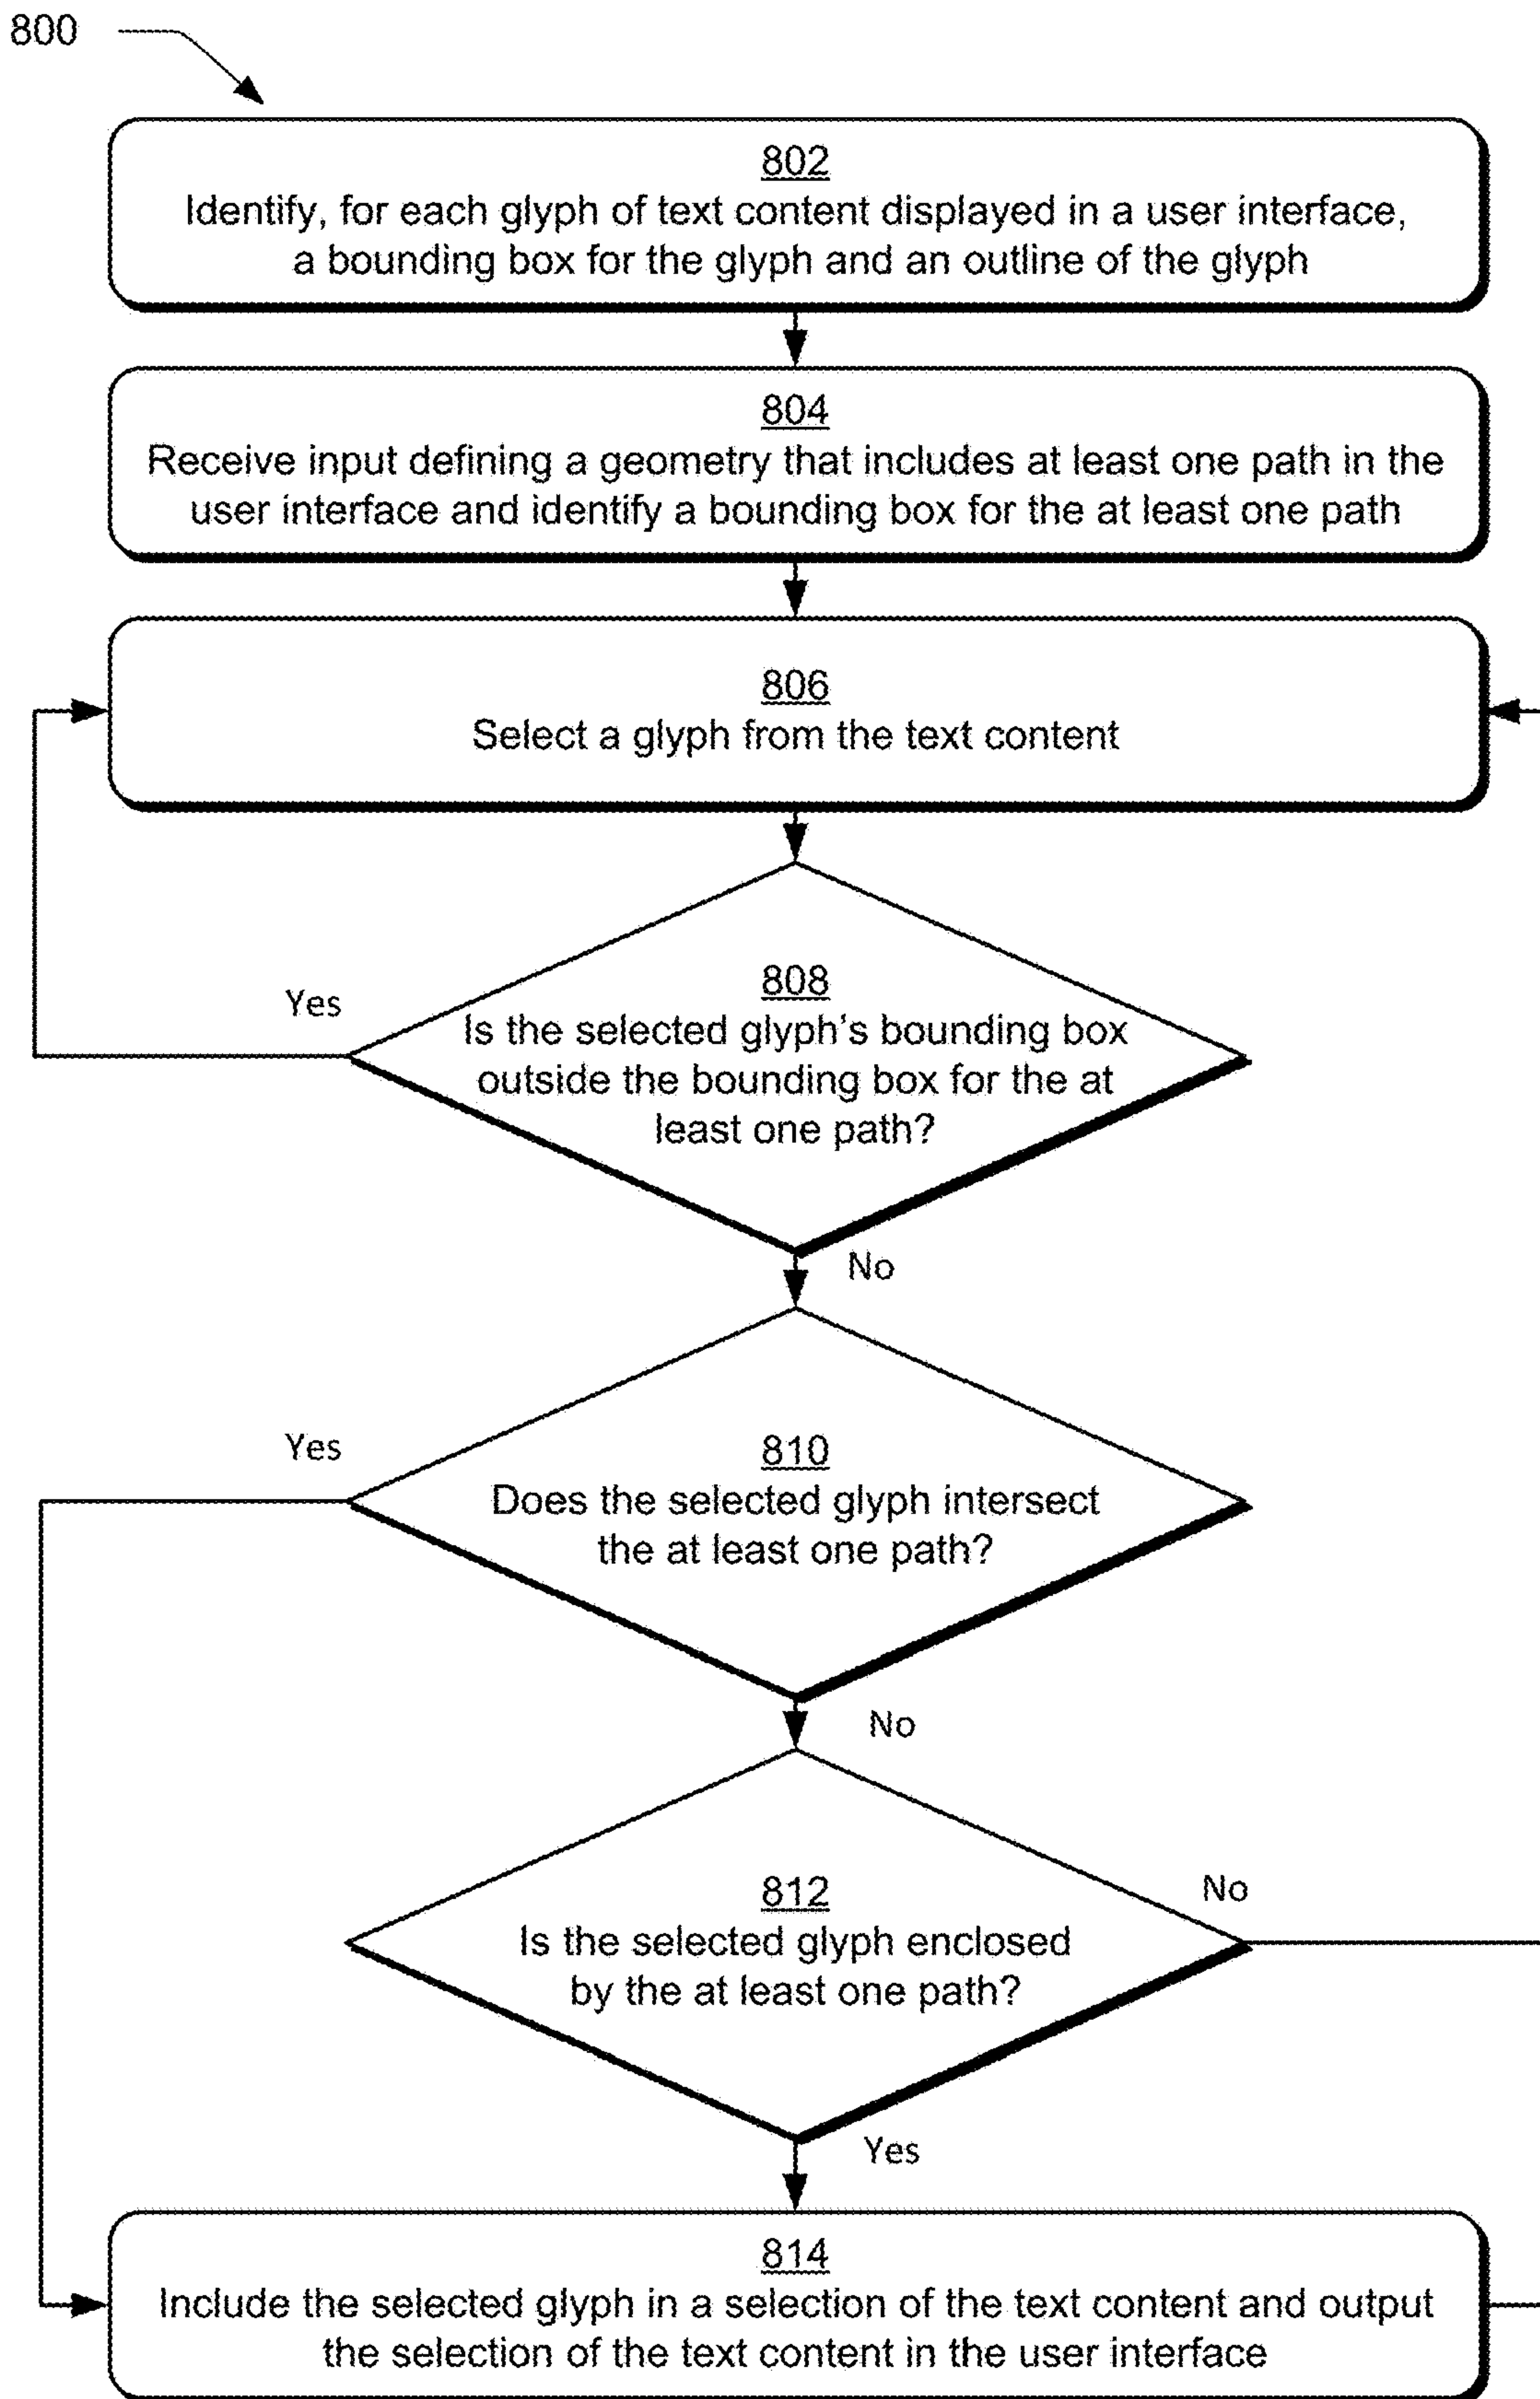 800
802
Identify, for each glyph of text content displayed in a user interface,
a bounding box for the glyph and an outline of the glyph
804
Receive input defining a geometry that includes at least one path in the
user interface and identify a bounding box for the at least one path
806
Select a glyph from the text content
808
Yes
Is the selected glyph’s bounding box
outside the bounding box for the at
least one path?
No
810
Yes
Does the selected glyph intersect
the at least one path?
No
812
No
Is the selected glyph enclosed
by the at least one path?
Yes
814
Include the selected glyph in a selection of the text content and output
the selection of the text content in the user interface